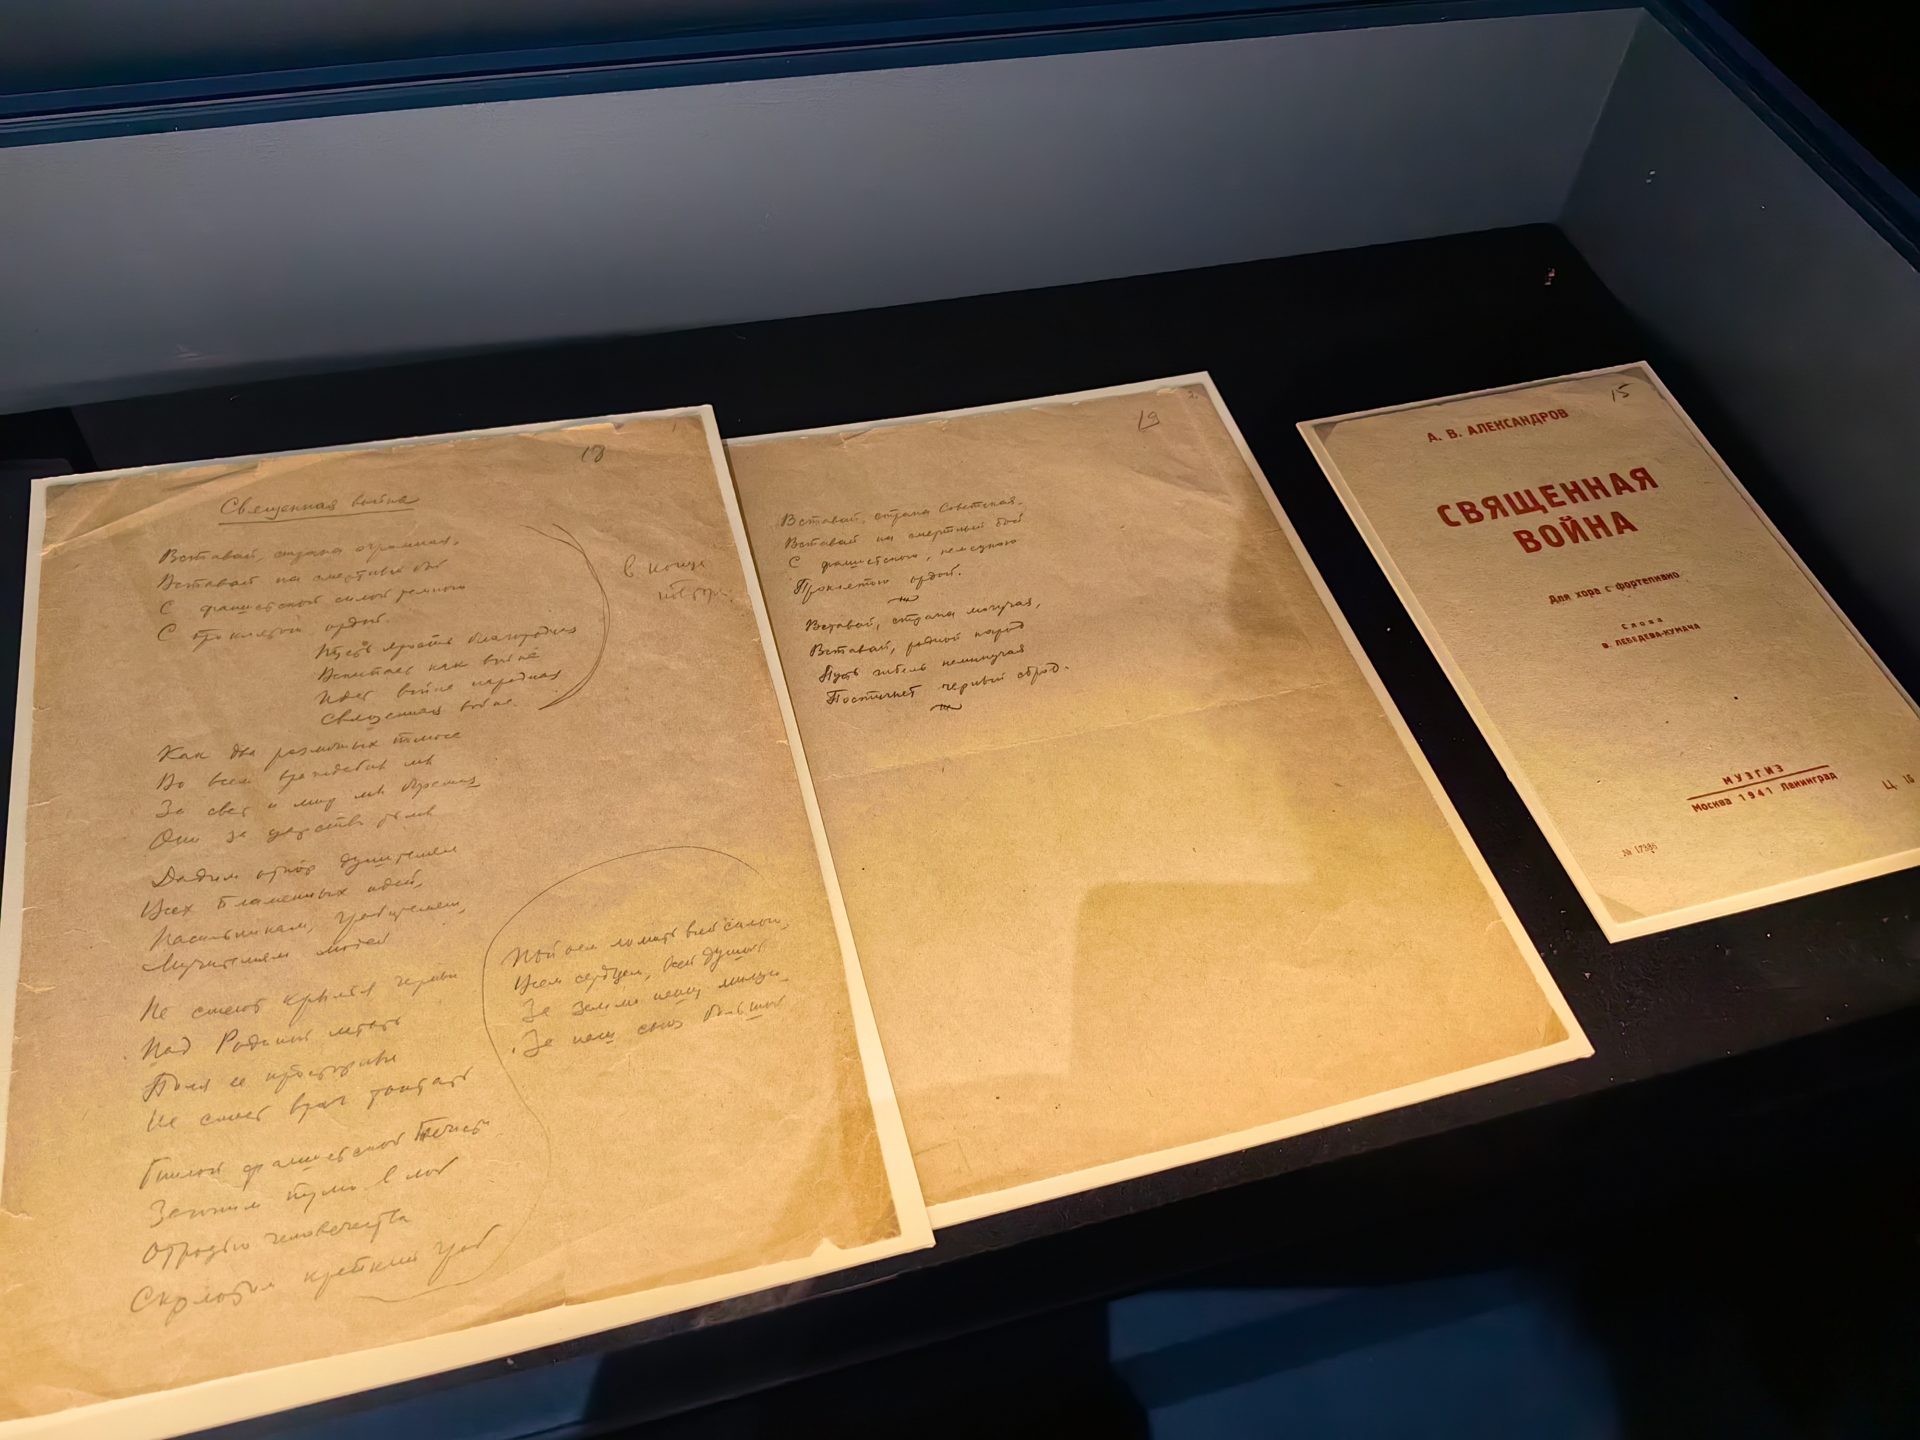 18
Священная война
Вставай, страна огромная,
Вставай на смертный бой
С фашистской силой темною
С проклятой ордой.
Пусть ярость благородная
Вскипает как волна
Идет война народная
Священная война.
в конце
повтор.
Как два различных полюса
Во всем враждебны мы
За свет и мир мы боремся
Они за царство тьмы
Дадим отпор душителям
Всех пламенных идей,
Насильникам, грабителям,
Мучителям людей
Не смеют крылья черные
Над Родиной летать
Поля ее просторные
Не смеет враг топтать
Гнилой фашистской нечисти
Загоним пулю в лоб
Отродью человечества
Сколотим крепкий гроб
Пойдем ломить всей силою,
Всем сердцем, всей душой
За землю нашу милую
За наш союз большой
19
2.
Вставай, страна Советская,
Вставай на смертный бой
С фашистскою, немецкою
Проклятою ордой.
Вставай, страна могучая,
Вставай, родной народ
Пусть гибель неминучая
Постигнет черный сброд.
15
А. В. АЛЕКСАНДРОВ
СВЯЩЕННАЯ
ВОЙНА
Для хора с фортепиано
Слова
В. ЛЕБЕДЕВА-КУМАЧА
МУЗГИЗ
Москва 1941 Ленинград
Ц. 16